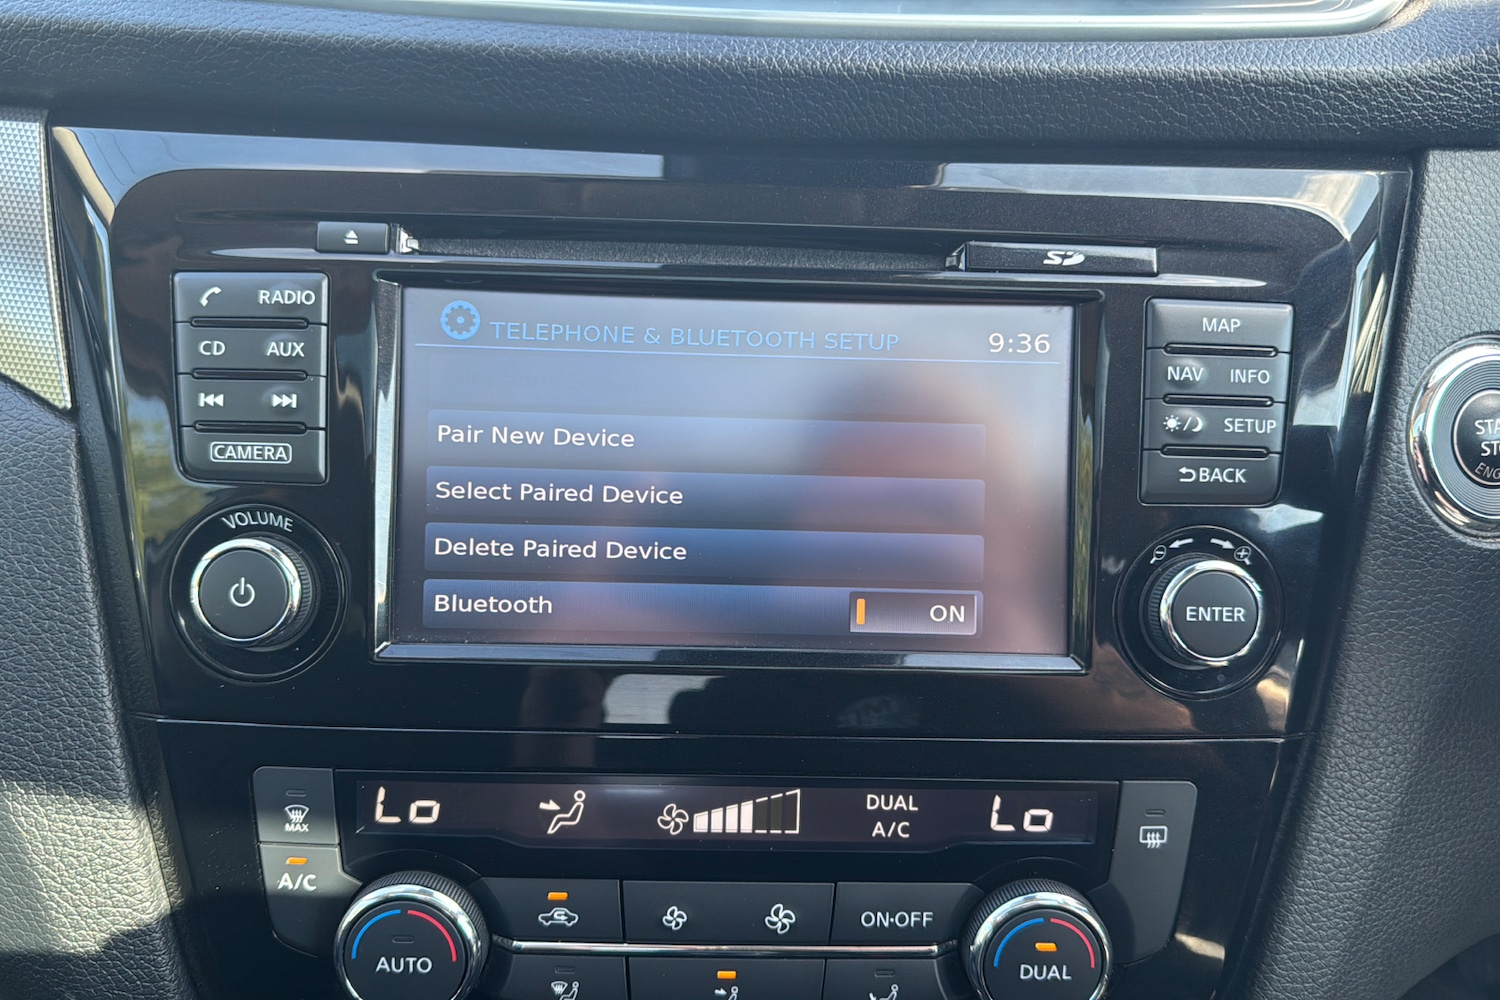 SD
RADIO
CD AUX
CAMERA
VOLUME
TELEPHONE & BLUETOOTH SETUP 9:36
Pair New Device
Select Paired Device
Delete Paired Device
Bluetooth ON
MAP
NAV INFO
SETUP
BACK
ENTER
Lo DUAL Lo
A/C
MAX
A/C
AUTO
ON•OFF
DUAL